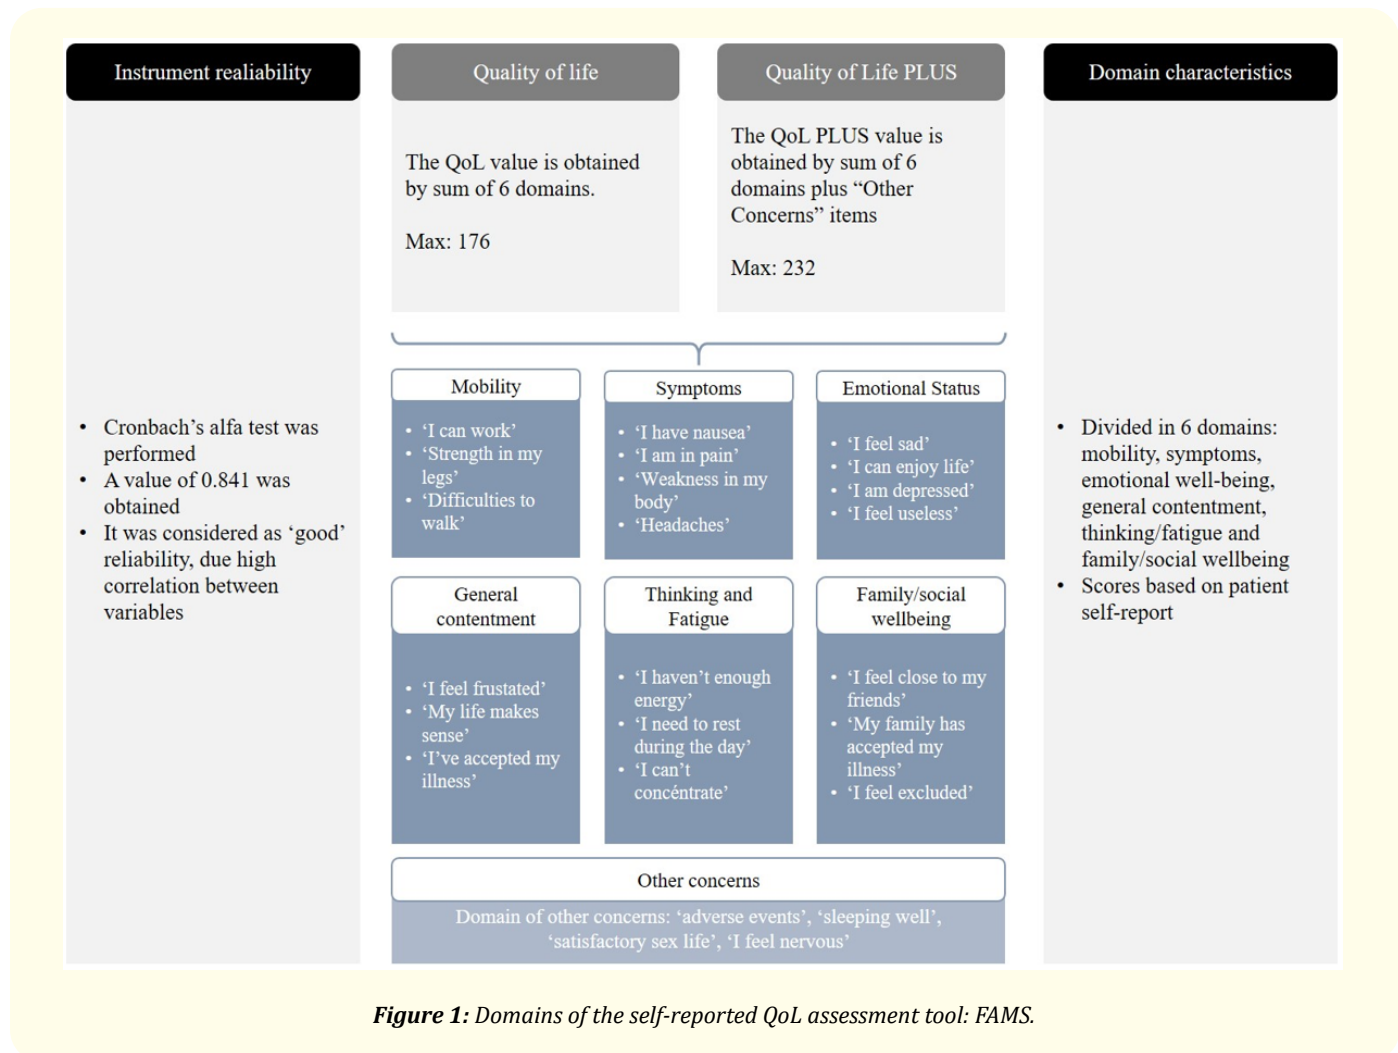 Instrument realiability
• Cronbach’s alfa test was
performed
• A value of 0.841 was
obtained
• It was considered as ‘good’
reliability, due high
correlation between
variables
Quality of life
The QoL value is obtained
by sum of 6 domains.
Max: 176
Quality of Life PLUS
The QoL PLUS value is
obtained by sum of 6
domains plus “Other
Concerns” items
Max: 232
Mobility
• ‘I can work’
• ‘Strength in my
legs’
• ‘Difficulties to
walk’
Symptoms
• ‘I have nausea’
• ‘I am in pain’
• ‘Weakness in my
body’
• ‘Headaches’
Emotional Status
• ‘I feel sad’
• ‘I can enjoy life’
• ‘I am depressed’
• ‘I feel useless’
General
contentment
• ‘I feel frustated’
• ‘My life makes
sense’
• ‘I’ve accepted my
illness’
Thinking and
Fatigue
• ‘I haven’t enough
energy’
• ‘I need to rest
during the day’
• ‘I can’t
concéntrate’
Family/social
wellbeing
• ‘I feel close to my
friends’
• ‘My family has
accepted my
illness’
• ‘I feel excluded’
Other concerns
Domain of other concerns: ‘adverse events’, ‘sleeping well’,
‘satisfactory sex life’, ‘I feel nervous’
Domain characteristics
• Divided in 6 domains:
mobility, symptoms,
emotional well-being,
general contentment,
thinking/fatigue and
family/social wellbeing
• Scores based on patient
self-report
Figure 1: Domains of the self-reported QoL assessment tool: FAMS.